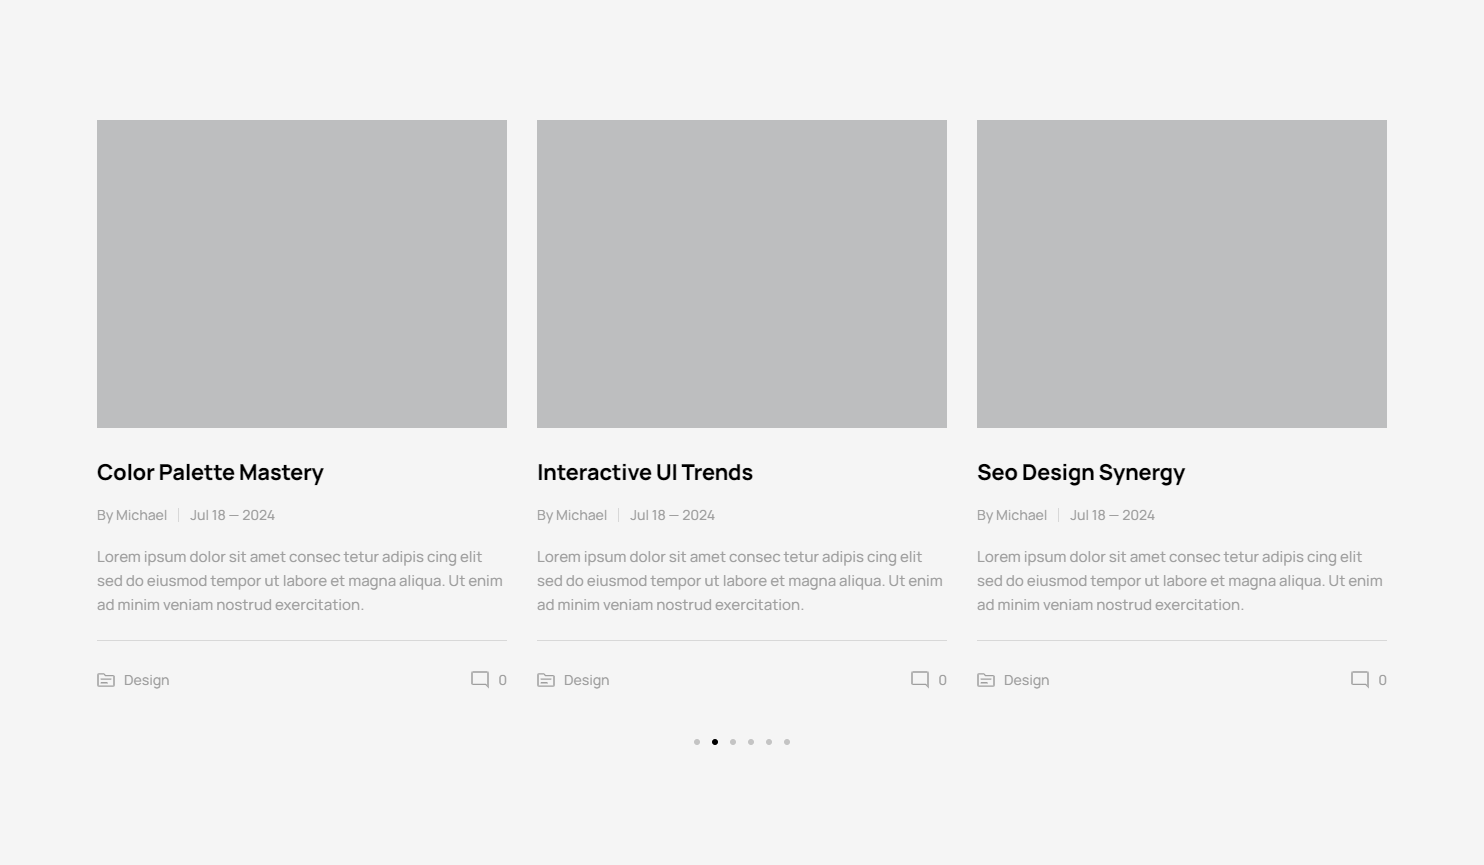 Color Palette Mastery
By Michael Jul 18 — 2024
Lorem ipsum dolor sit amet consec tetur adipis cing elit
sed do eiusmod tempor ut labore et magna aliqua. Ut enim
ad minim veniam nostrud exercitation.
Design 0
Interactive UI Trends
By Michael Jul 18 — 2024
Lorem ipsum dolor sit amet consec tetur adipis cing elit
sed do eiusmod tempor ut labore et magna aliqua. Ut enim
ad minim veniam nostrud exercitation.
Design 0
Seo Design Synergy
By Michael Jul 18 — 2024
Lorem ipsum dolor sit amet consec tetur adipis cing elit
sed do eiusmod tempor ut labore et magna aliqua. Ut enim
ad minim veniam nostrud exercitation.
Design 0